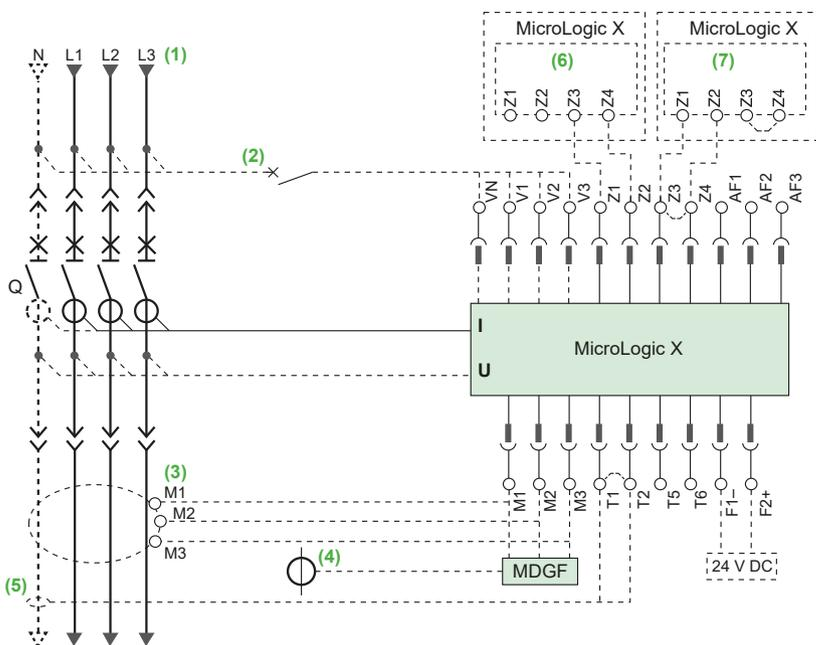 MicroLogic X
MicroLogic X
(6)
(7)
Z1
Z2
Z3
Z4
Z1
Z2
Z3
Z4
N
L1
L2
L3
(1)
(2)
VN
V1
V2
V3
Z1
Z2
Z3
Z4
AF1
AF2
AF3
Q
I
MicroLogic X
U
(3)
M1
M2
M3
M1
M2
M3
T1
T2
T5
T6
F1–
F2+
(4)
MDGF
24 V DC
(5)